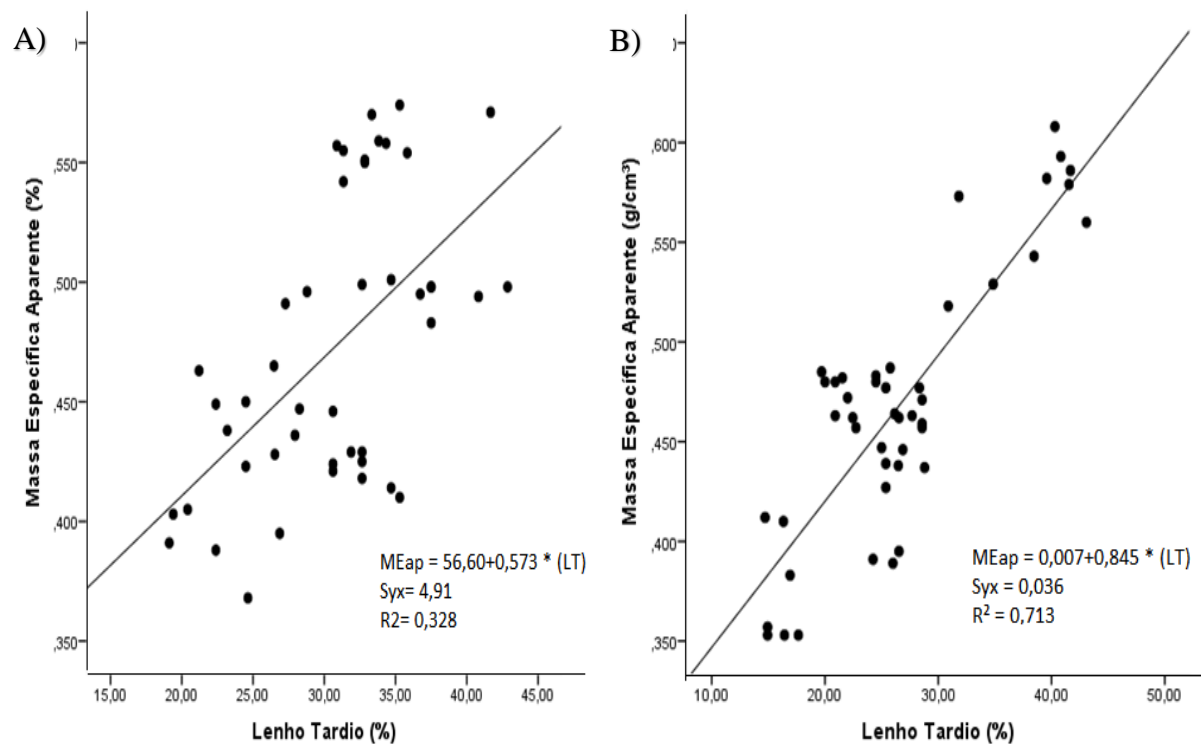 A)
B)
Massa Específica Aparente (%)
)
,550
,500
,450
,400
,350
MEap = 56,60+0,573 * (LT)
Syx= 4,91
R2= 0,328
15,00 20,00 25,00 30,00 35,00 40,00 45,00
Lenho Tardio (%)
Massa Específica Aparente (g/cm³)
0
,600
,550
,500
,450
,400
,350
MEap = 0,007+0,845 * (LT)
Syx = 0,036
R² = 0,713
10,00 20,00 30,00 40,00 50,00
Lenho Tardio (%)